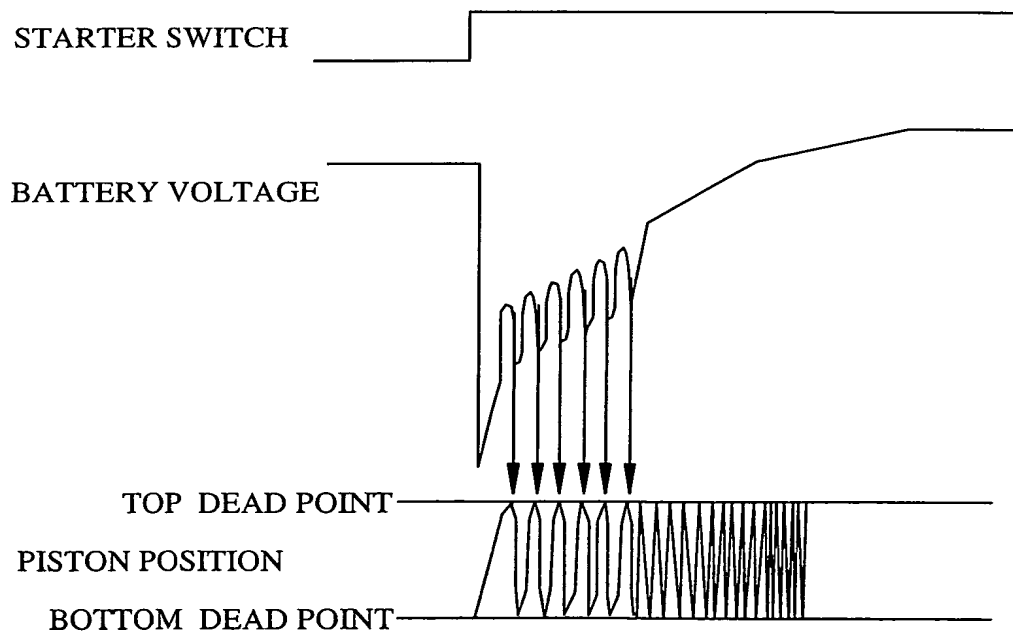 STARTER SWITCH
BATTERY VOLTAGE
TOP DEAD POINT
PISTON POSITION
BOTTOM DEAD POINT